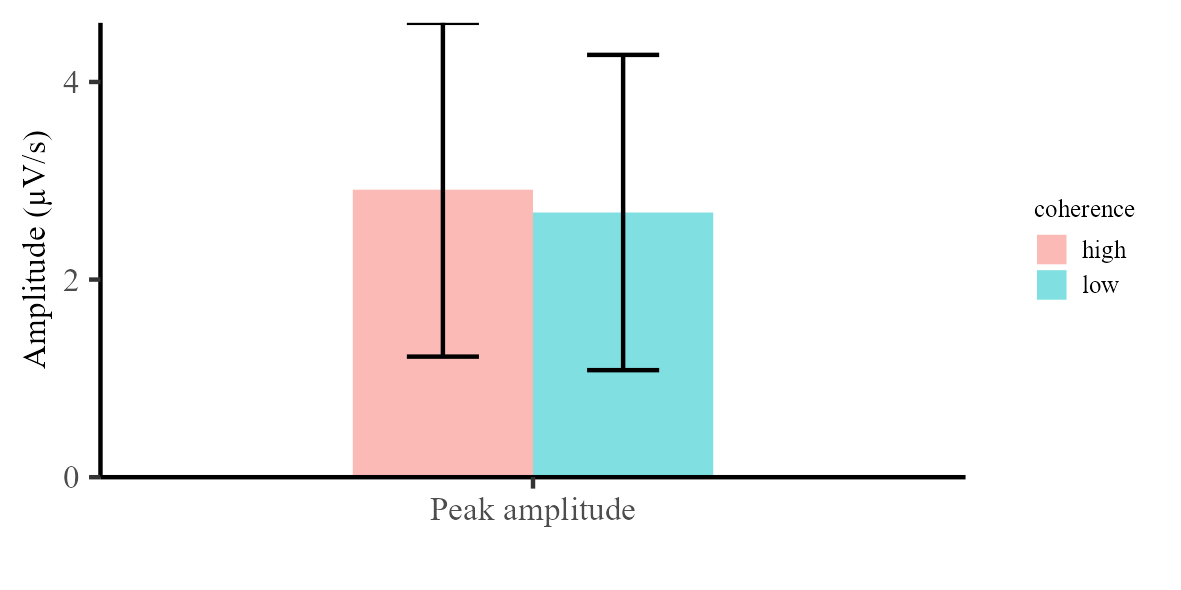 4
2
0
Amplitude (µV/s)
Peak amplitude
coherence
high
low